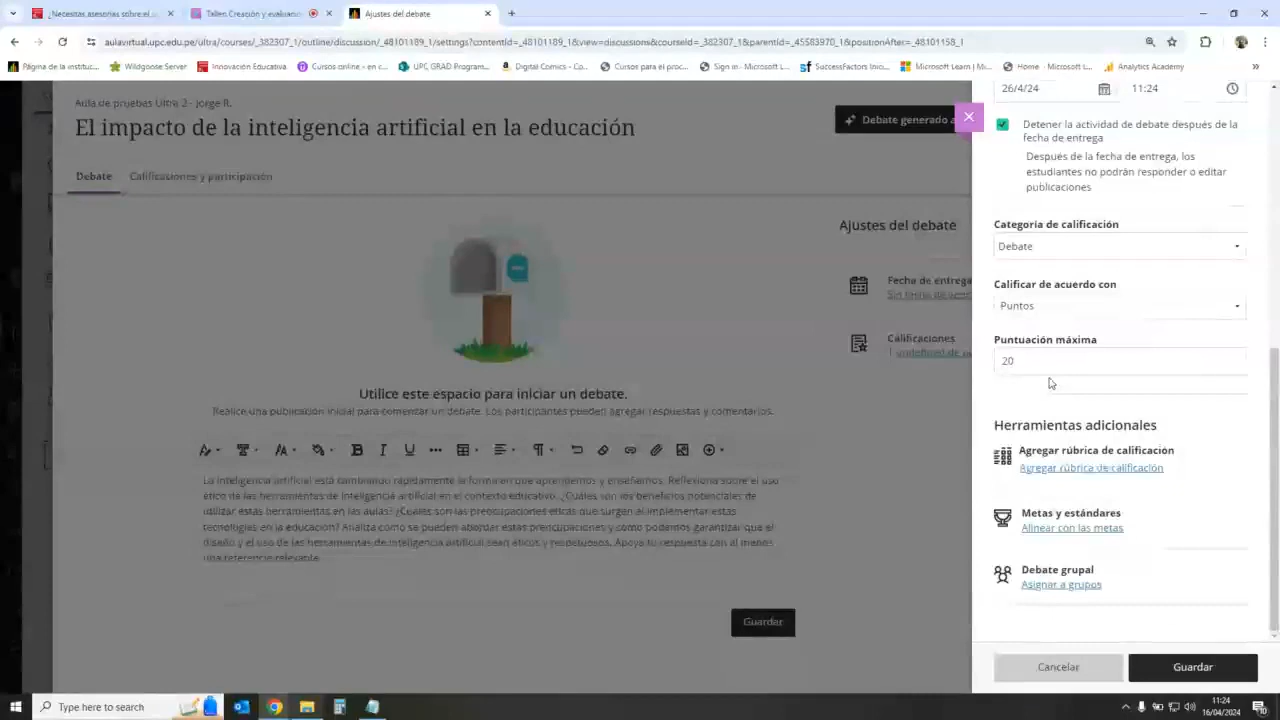 ¿Necesitas asesorías sobre el
Taller Creación y evaluac
Ajustes del debate
aulavirtual.upc.edu.pe/ultra/courses/_382307_1/outline/discussion/_48101189_1/settings?contentId=_48101189_1&view=discussions&courseId=_382307_1&parentId=_45583970_1&positionAfter=_48101158_1
Página de la instituc...
Wildgoose Server
Innovación Educativa
Cursos online - en c...
UPC GRAD Program...
Digital Comics - Co...
Cursos para el proc...
Sign in - Microsoft L...
SuccessFactors Inic...
Microsoft Learn | M...
Home - Microsoft L...
Analytics Academy
Aula de pruebas Ultra 2 - Jorge R.
El impacto de la inteligencia artificial en la educación
Debate generado a
Debate
Calificaciones y participación
Utilice este espacio para iniciar un debate.
Realice una publicación inicial para comentar un debate. Los participantes pueden agregar respuestas y comentarios.
La inteligencia artificial está cambiando rápidamente la forma en que aprendemos y enseñamos. Reflexiona sobre el uso
ético de las herramientas de inteligencia artificial en el contexto educativo. ¿Cuáles son los beneficios potenciales de
utilizar estas herramientas en las aulas? ¿Cuáles son las preocupaciones éticas que surgen al implementar estas
tecnologías en la educación? Analiza cómo se pueden abordar estas preocupaciones y cómo podemos garantizar que el
diseño y el uso de las herramientas de inteligencia artificial sean éticos y respetuosos. Apoya tu respuesta con al menos
una referencia relevante.
Guardar
Ajustes del debate
Fecha de entrega
Calificaciones
1 undefined de
26/4/24
11:24
Detener la actividad de debate después de la
fecha de entrega
Después de la fecha de entrega, los
estudiantes no podrán responder o editar
publicaciones
Categoría de calificación
Debate
Calificar de acuerdo con
Puntos
Puntuación máxima
20
Herramientas adicionales
Agregar rúbrica de calificación
Agregar rúbrica de calificación
Metas y estándares
Alinear con las metas
Debate grupal
Asignar a grupos
Cancelar
Guardar
Type here to search
11:24
16/04/2024